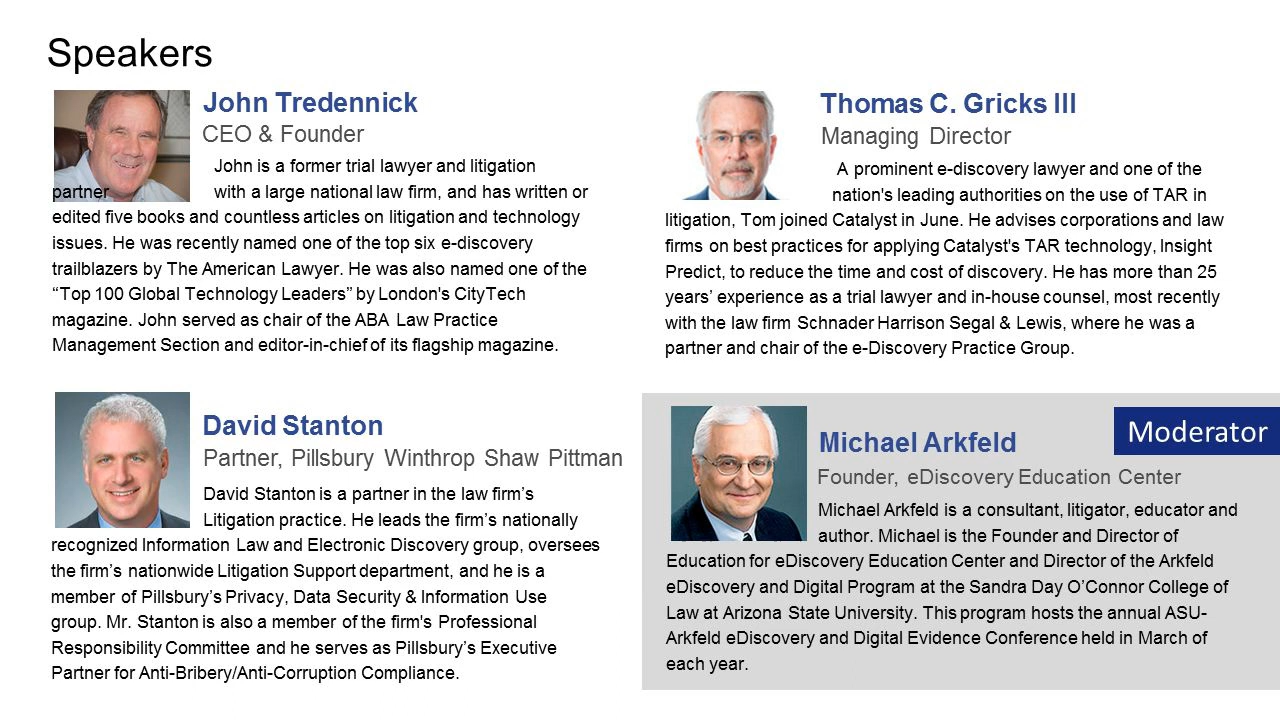 Speakers
John Tredennick
CEO & Founder
John is a former trial lawyer and litigation
partner with a large national law firm, and has written or
edited five books and countless articles on litigation and technology
issues. He was recently named one of the top six e-discovery
trailblazers by The American Lawyer. He was also named one of the
“Top 100 Global Technology Leaders” by London's CityTech
magazine. John served as chair of the ABA Law Practice
Management Section and editor-in-chief of its flagship magazine.
Thomas C. Gricks III
Managing Director
A prominent e-discovery lawyer and one of the
nation's leading authorities on the use of TAR in
litigation, Tom joined Catalyst in June. He advises corporations and law
firms on best practices for applying Catalyst's TAR technology, Insight
Predict, to reduce the time and cost of discovery. He has more than 25
years’ experience as a trial lawyer and in-house counsel, most recently
with the law firm Schnader Harrison Segal & Lewis, where he was a
partner and chair of the e-Discovery Practice Group.
David Stanton
Partner, Pillsbury Winthrop Shaw Pittman
David Stanton is a partner in the law firm’s
Litigation practice. He leads the firm’s nationally
recognized Information Law and Electronic Discovery group, oversees
the firm’s nationwide Litigation Support department, and he is a
member of Pillsbury’s Privacy, Data Security & Information Use
group. Mr. Stanton is also a member of the firm's Professional
Responsibility Committee and he serves as Pillsbury’s Executive
Partner for Anti-Bribery/Anti-Corruption Compliance.
Moderator
Michael Arkfeld
Founder, eDiscovery Education Center
Michael Arkfeld is a consultant, litigator, educator and
author. Michael is the Founder and Director of
Education for eDiscovery Education Center and Director of the Arkfeld
eDiscovery and Digital Program at the Sandra Day O’Connor College of
Law at Arizona State University. This program hosts the annual ASU-
Arkfeld eDiscovery and Digital Evidence Conference held in March of
each year.